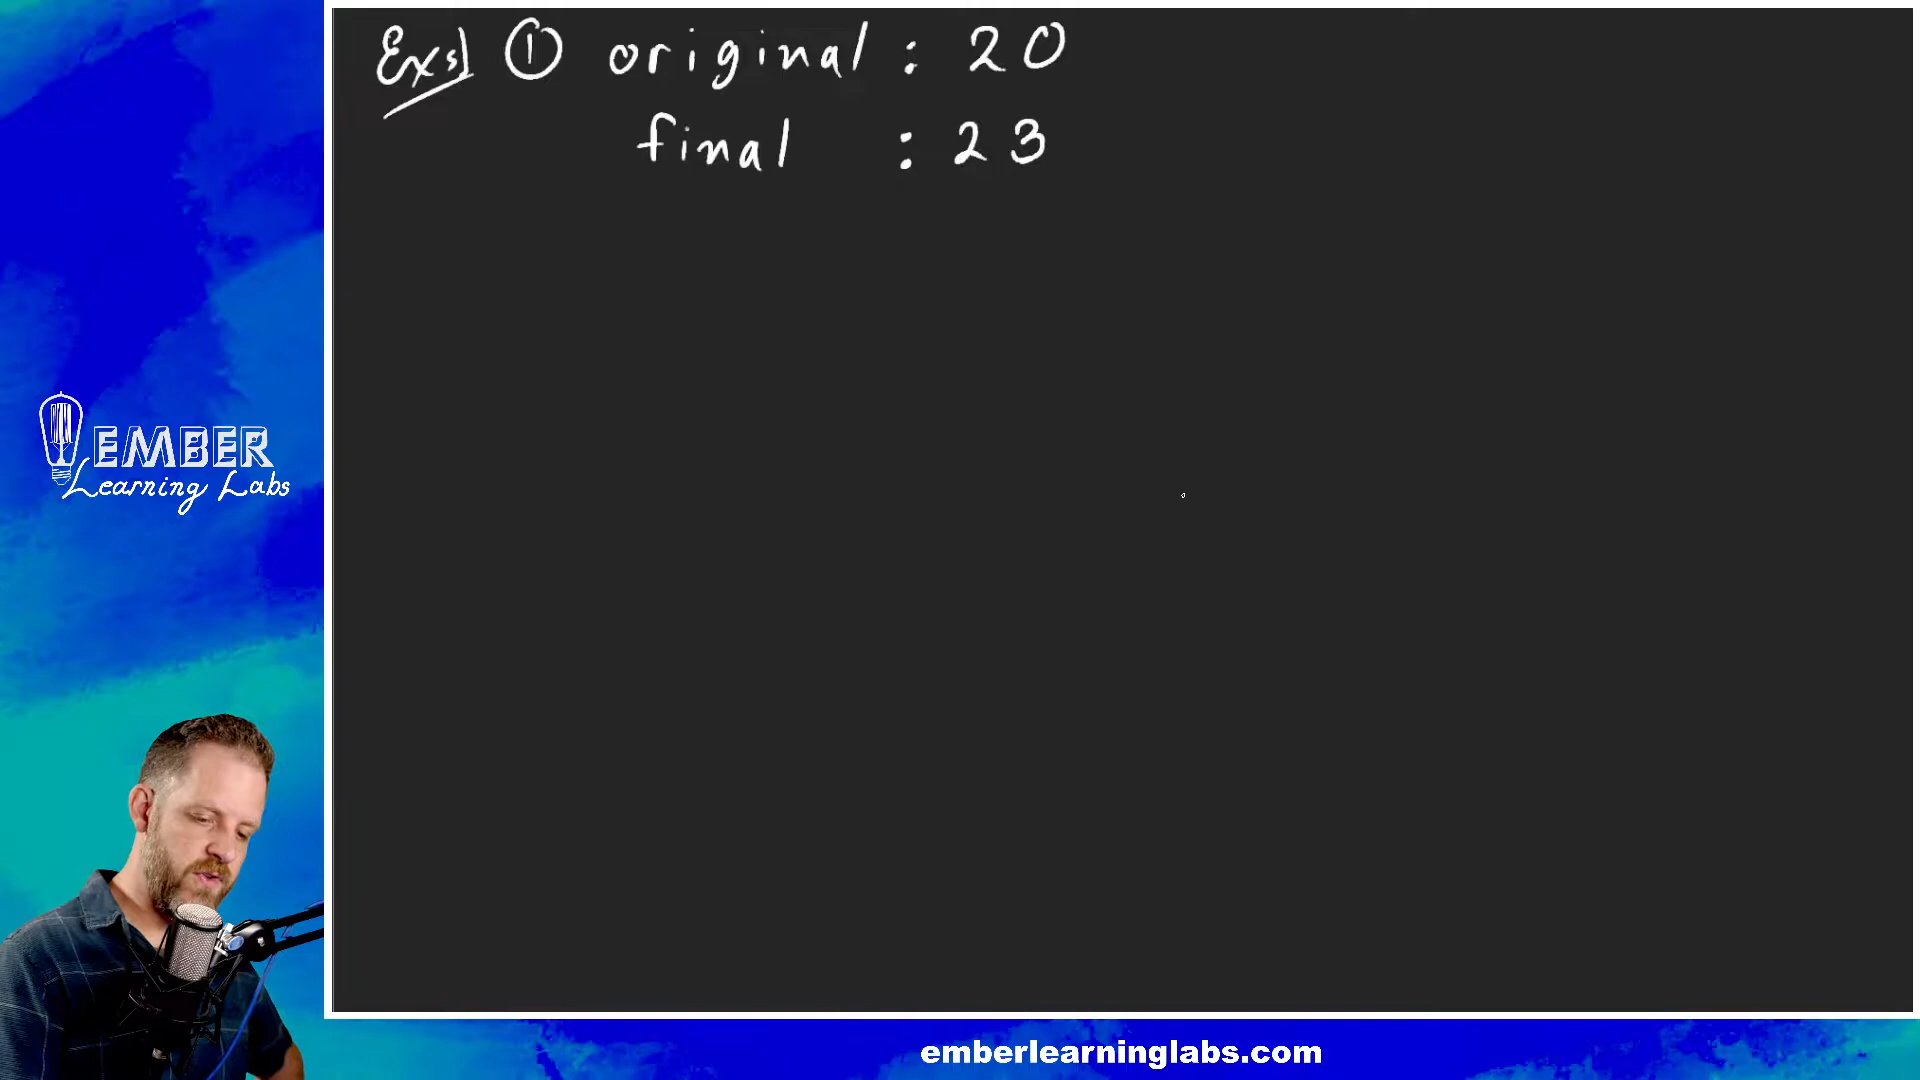 Exs) ① original : 20
final : 23
EMBER
Learning Labs
emberlearninglabs.com